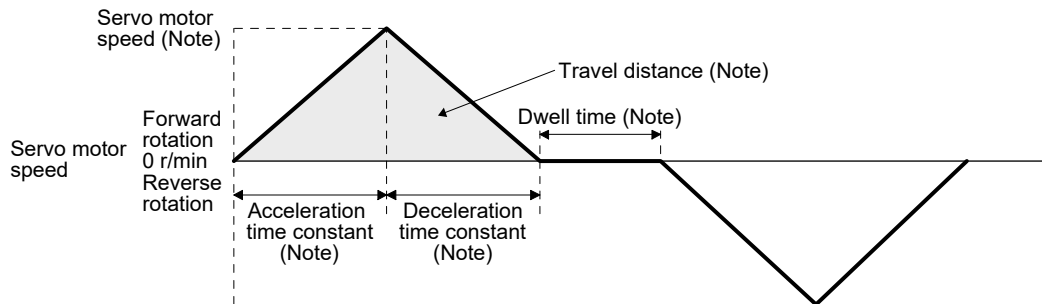 Servo motor
speed (Note)
Travel distance (Note)
Dwell time (Note)
Servo motor
speed
Forward
rotation
0 r/min
Reverse
rotation
Acceleration
time constant
(Note)
Deceleration
time constant
(Note)